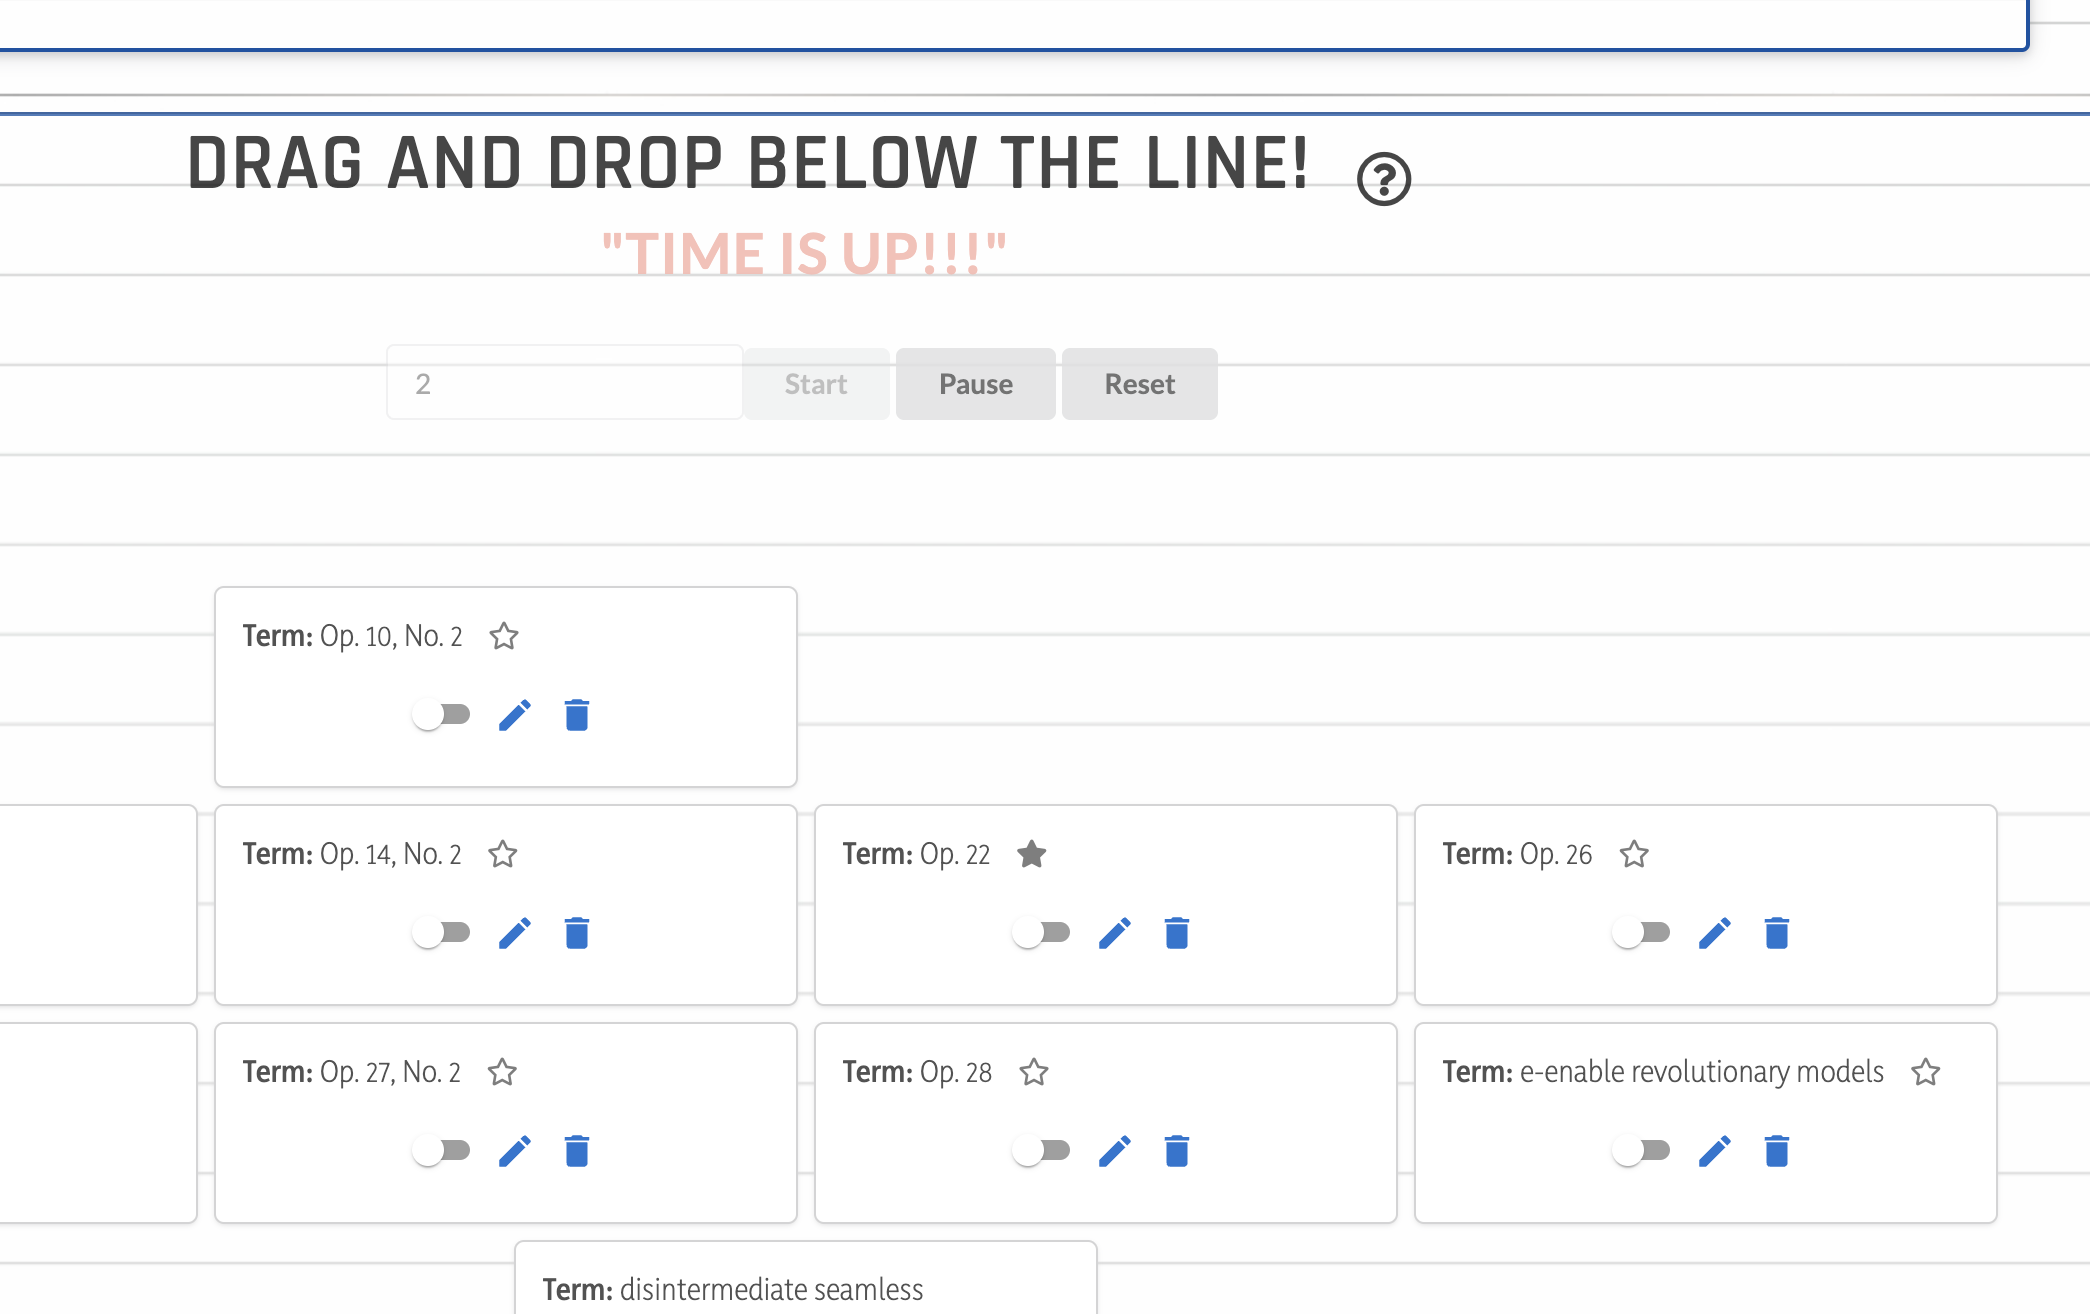 DRAG AND DROP BELOW THE LINE!
"TIME IS UP!!!"
2 Start Pause Reset
Term: Op. 10, No. 2
Term: Op. 14, No. 2
Term: Op. 22
Term: Op. 26
Term: Op. 27, No. 2
Term: Op. 28
Term: e-enable revolutionary models
Term: disintermediate seamless